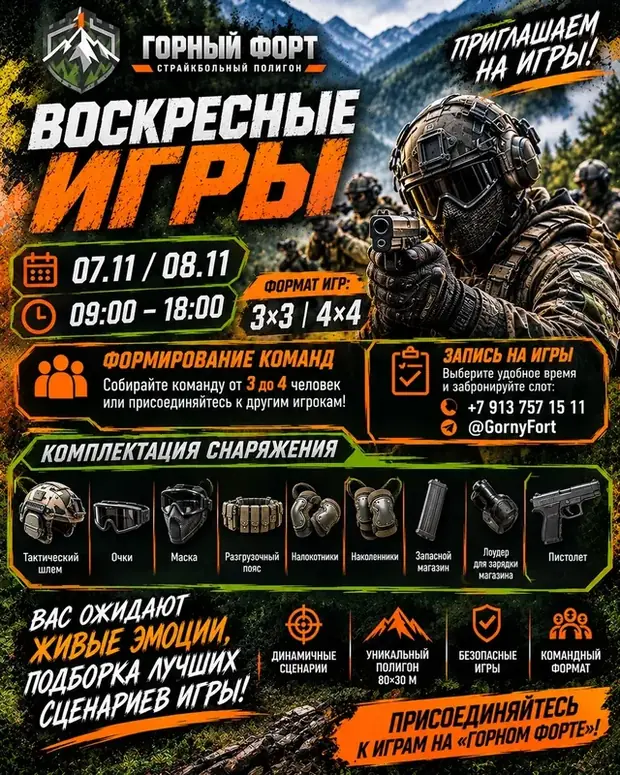 ГОРНЫЙ ФОРТ
СТРАЙКБОЛЬНЫЙ ПОЛИГОН
ПРИГЛАШАЕМ
НА ИГРЫ!
ВОСКРЕСНЫЕ
ИГРЫ
07.11 / 08.11
09:00 – 18:00
ФОРМАТ ИГР:
3×3 | 4×4
ФОРМИРОВАНИЕ КОМАНД
Собирайте команду от 3 до 4 человек
или присоединяйтесь к другим игрокам!
ЗАПИСЬ НА ИГРЫ
Выберите удобное время
и забронируйте слот:
+7 913 757 15 11
@GornyFort
КОМПЛЕКТАЦИЯ СНАРЯЖЕНИЯ
Тактический
шлем
Очки
Маска
Разгрузочный
пояс
Налокотники
Наколенники
Запасной
магазин
Лоудер
для зарядки
магазина
Пистолет
ВАС ОЖИДАЮТ
ЖИВЫЕ ЭМОЦИИ,
ПОДБОРКА ЛУЧШИХ
СЦЕНАРИЕВ ИГРЫ!
ДИНАМИЧНЫЕ
СЦЕНАРИИ
УНИКАЛЬНЫЙ
ПОЛИГОН
80×30 М
БЕЗОПАСНЫЕ
ИГРЫ
КОМАНДНЫЙ
ФОРМАТ
ПРИСОЕДИНЯЙТЕСЬ
К ИГРАМ НА «ГОРНОМ ФОРТЕ»!